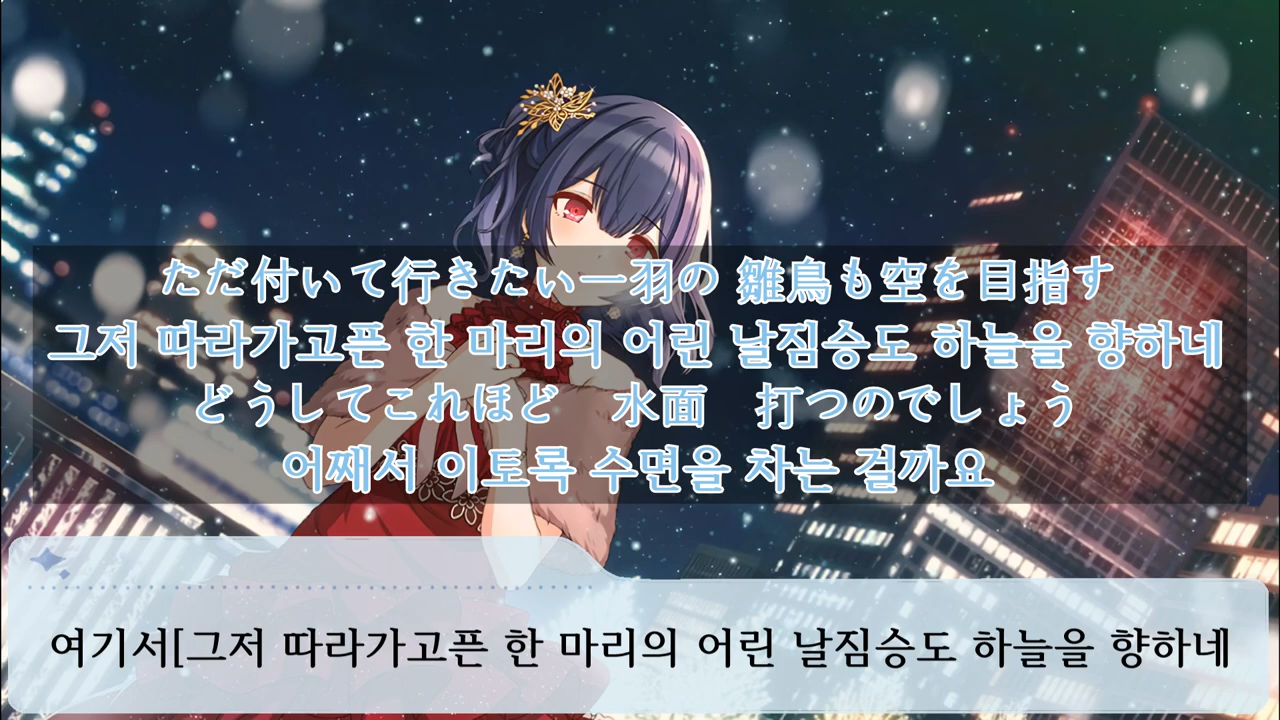 ただ付いて行きたい一羽の 雛鳥も空を目指す
그저 따라가고픈 한 마리의 어린 날짐승도 하늘을 향하네
どうしてこれほど　水面　打つのでしょう
어째서 이토록 수면을 차는 걸까요
여기서[그저 따라가고픈 한 마리의 어린 날짐승도 하늘을 향하네